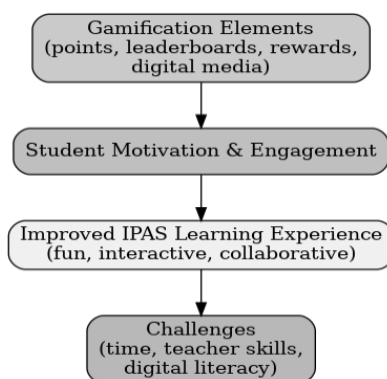 Gamification Elements
(points, leaderboards, rewards,
digital media)
Student Motivation & Engagement
Improved IPAS Learning Experience
(fun, interactive, collaborative)
Challenges
(time, teacher skills,
digital literacy)